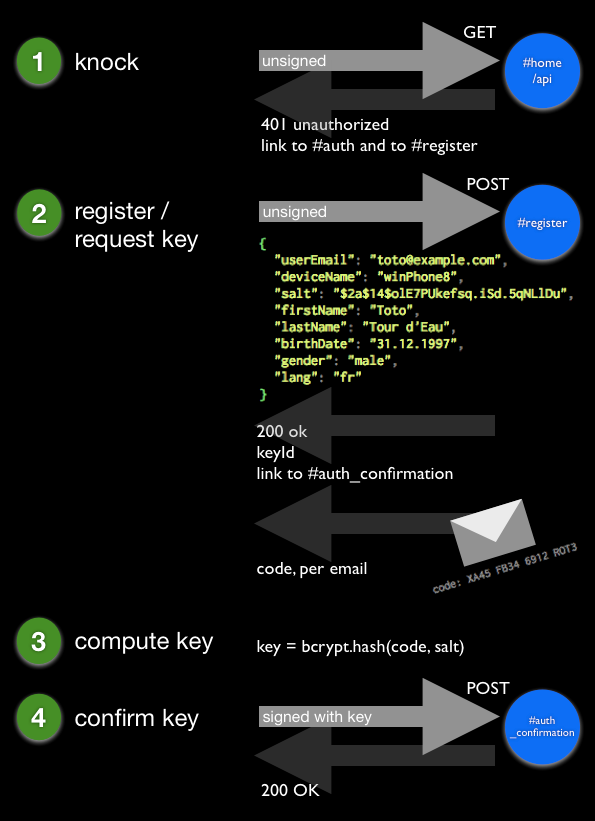 GET
1 knock
unsigned
#home
/api
401 unauthorized
link to #auth and to #register
POST
2 register /
request key
unsigned
#register
{
"userEmail": "toto@example.com",
"deviceName": "winPhone8",
"salt": "$2a$14$olE7PUkefsq.iSd.5qNLlDu",
"firstName": "Toto",
"lastName": "Tour d'Eau",
"birthDate": "31.12.1997",
"gender": "male",
"lang": "fr"
}
200 ok
keyId
link to #auth_confirmation
code, per email
code: XA45 FB34 6912 R0T3
3 compute key
key = bcrypt.hash(code, salt)
POST
4 confirm key
signed with key
#auth
_confirmation
200 OK